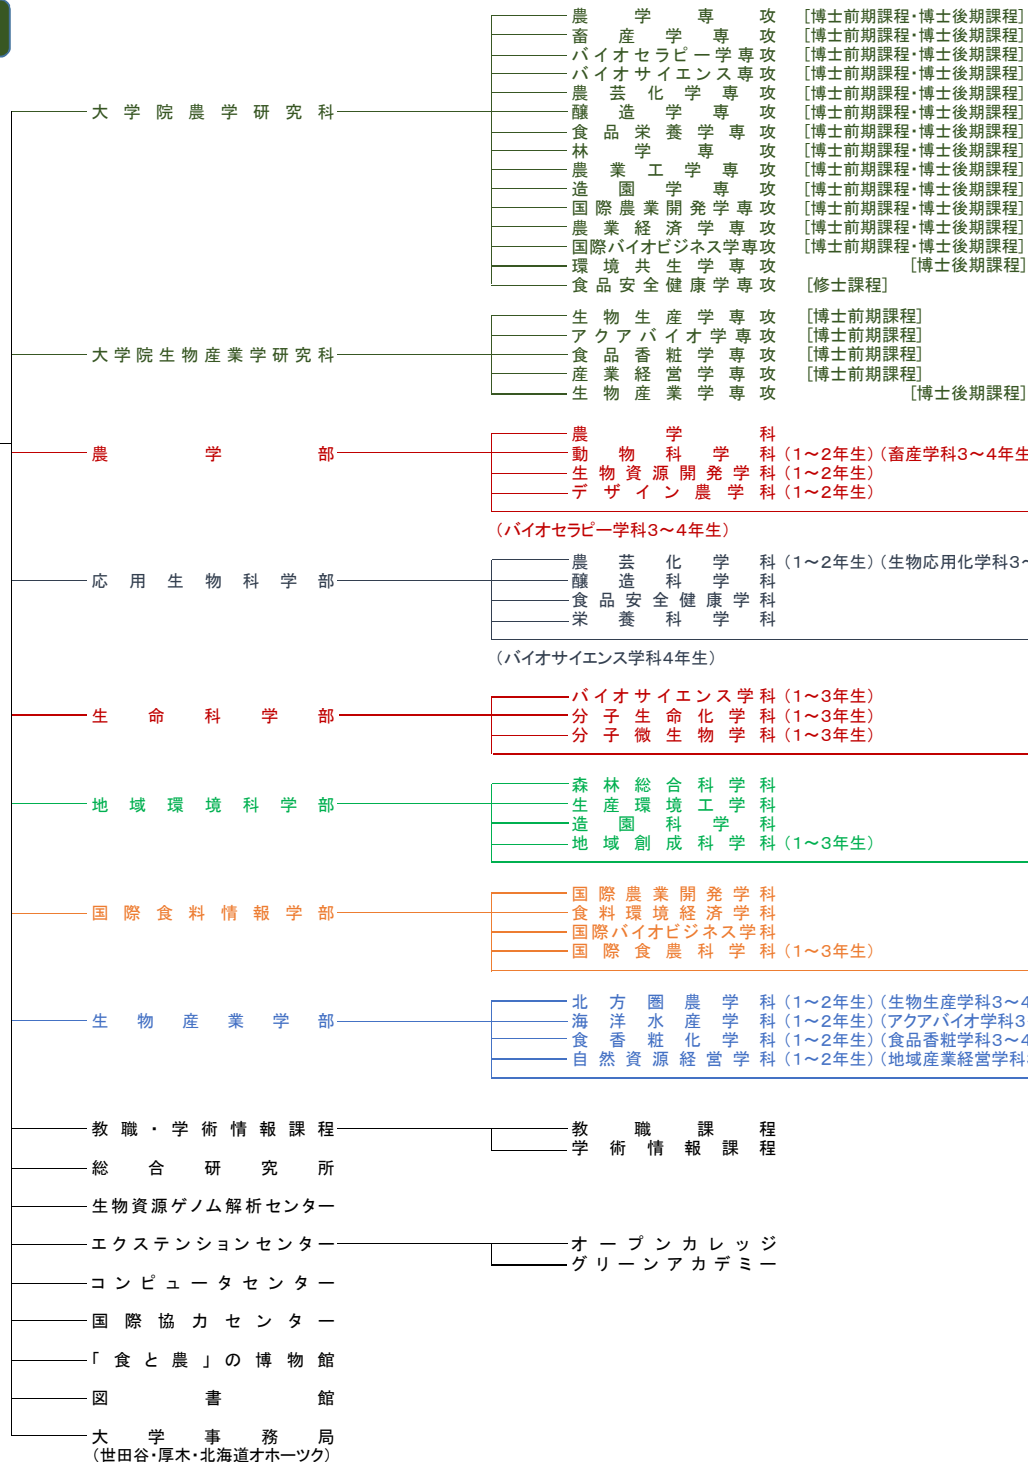 大学院農学研究科
農学専攻 [博士前期課程・博士後期課程]
畜産学専攻 [博士前期課程・博士後期課程]
バイオセラピー学専攻 [博士前期課程・博士後期課程]
バイオサイエンス専攻 [博士前期課程・博士後期課程]
農芸化学専攻 [博士前期課程・博士後期課程]
醸造学専攻 [博士前期課程・博士後期課程]
食品栄養学専攻 [博士前期課程・博士後期課程]
林学専攻 [博士前期課程・博士後期課程]
農業工学専攻 [博士前期課程・博士後期課程]
造園学専攻 [博士前期課程・博士後期課程]
国際農業開発学専攻 [博士前期課程・博士後期課程]
農業経済学専攻 [博士前期課程・博士後期課程]
国際バイオビジネス学専攻 [博士前期課程・博士後期課程]
環境共生学専攻 [博士後期課程]
食品安全健康学専攻 [修士課程]
大学院生物産業学研究科
生物生産学専攻 [博士前期課程]
アクアバイオ学専攻 [博士前期課程]
食品香粧学専攻 [博士前期課程]
産業経営学専攻 [博士前期課程]
生物産業学専攻 [博士後期課程]
農学部
農学科
動物科学科（1～2年生）（畜産学科3～4年生
生物資源開発学科（1～2年生）
デザイン農学科（1～2年生）
（バイオセラピー学科3～4年生）
応用生物科学部
農芸化学科（1～2年生）（生物応用化学科3～
醸造科学科
食品安全健康学科
栄養科学科
（バイオサイエンス学科4年生）
生命科学部
バイオサイエンス学科（1～3年生）
分子生命化学科（1～3年生）
分子微生物学科（1～3年生）
地域環境科学部
森林総合科学科
生産環境工学科
造園科学科
地域創成科学科（1～3年生）
国際食料情報学部
国際農業開発学科
食料環境経済学科
国際バイオビジネス学科
国際食農科学科（1～3年生）
生物産業学部
北方圏農学科（1～2年生）（生物生産学科3～4
海洋水産学科（1～2年生）（アクアバイオ学科3
食香粧化学科（1～2年生）（食品香粧学科3～4
自然資源経営学科（1～2年生）（地域産業経営学科
教職・学術情報課程
教職課程
学術情報課程
総合研究所
生物資源ゲノム解析センター
エクステンションセンター
オープンカレッジ
グリーンアカデミー
コンピュータセンター
国際協力センター
「食と農」の博物館
図書館
大学事務局
（世田谷・厚木・北海道オホーツク）